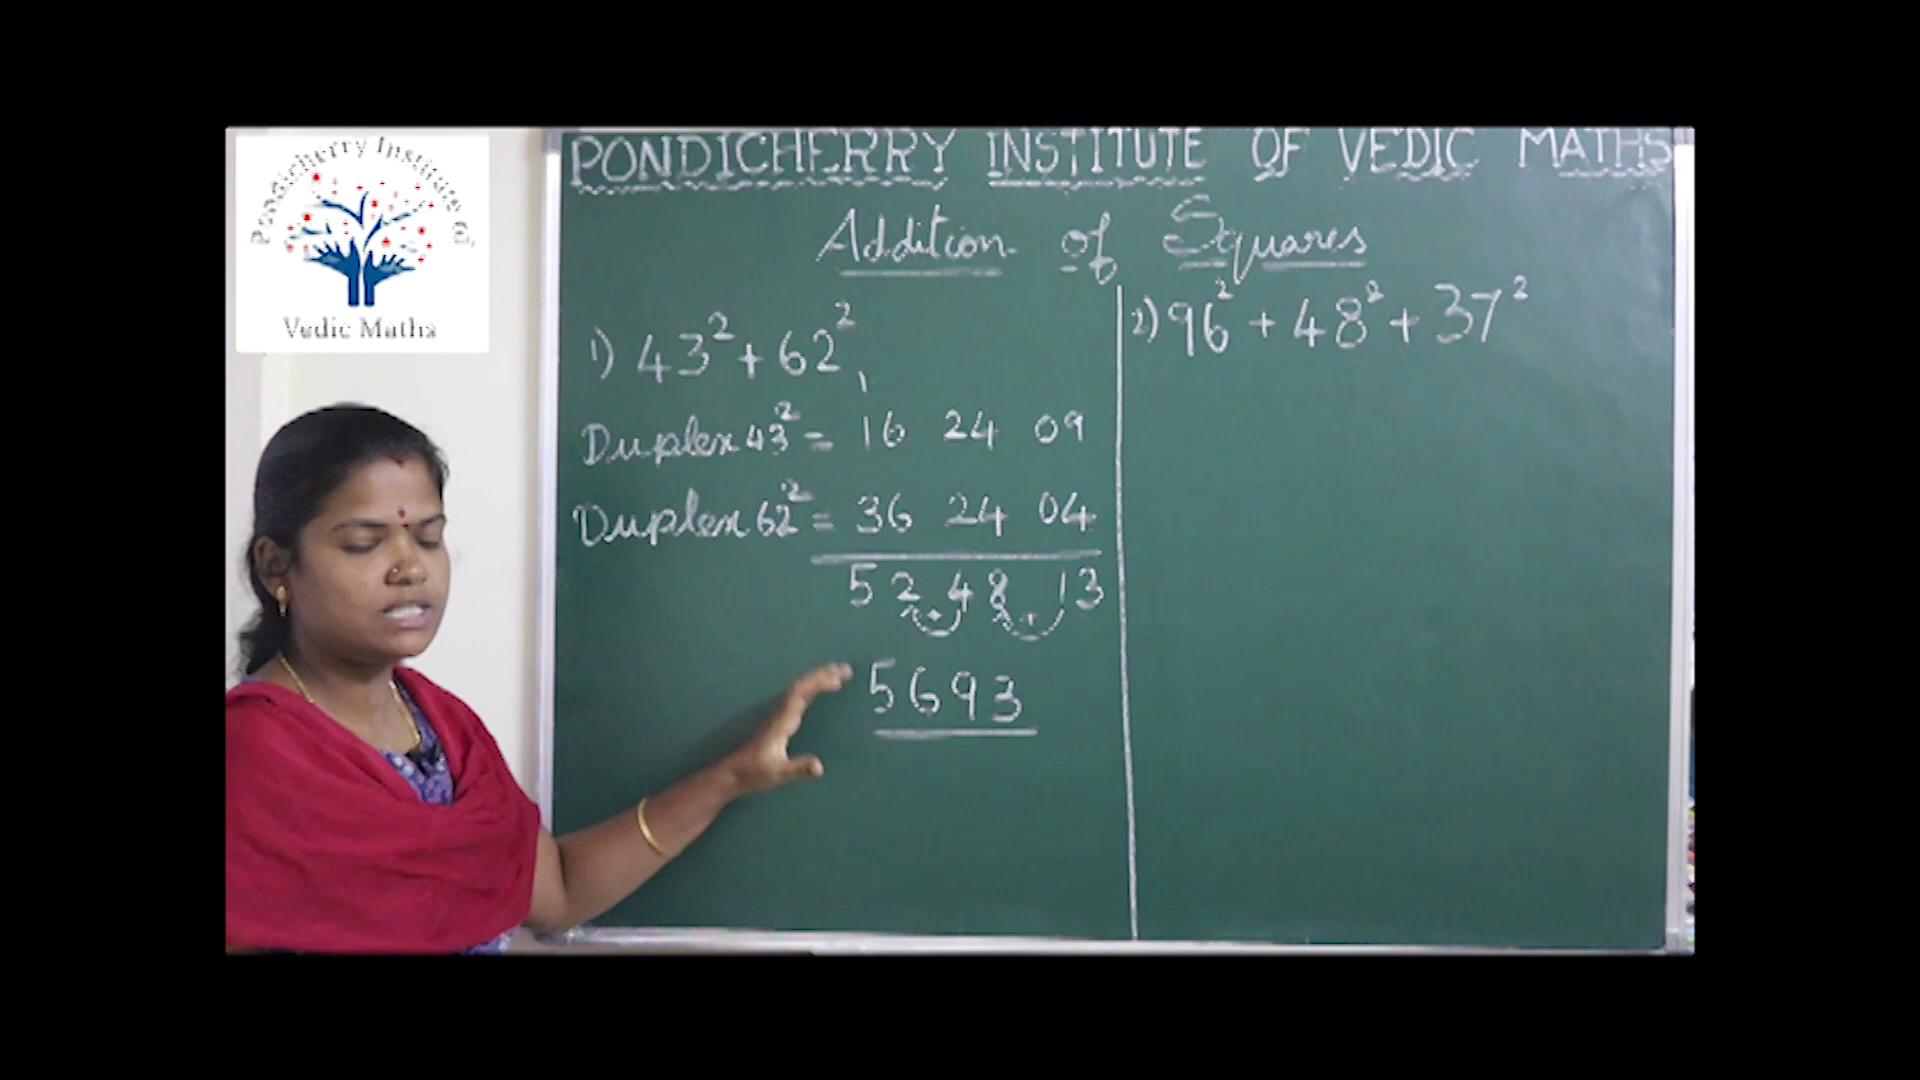 Pondicherry Institute of
Vedic Maths
PONDICHERRY INSTITUTE OF VEDIC MATHS
Addition of Squares
1) 43² + 62²,
Duplex 43² = 16 24 09
Duplex 62² = 36 24 04
52 48 13
+ +
5693
2) 96² + 48² + 37²